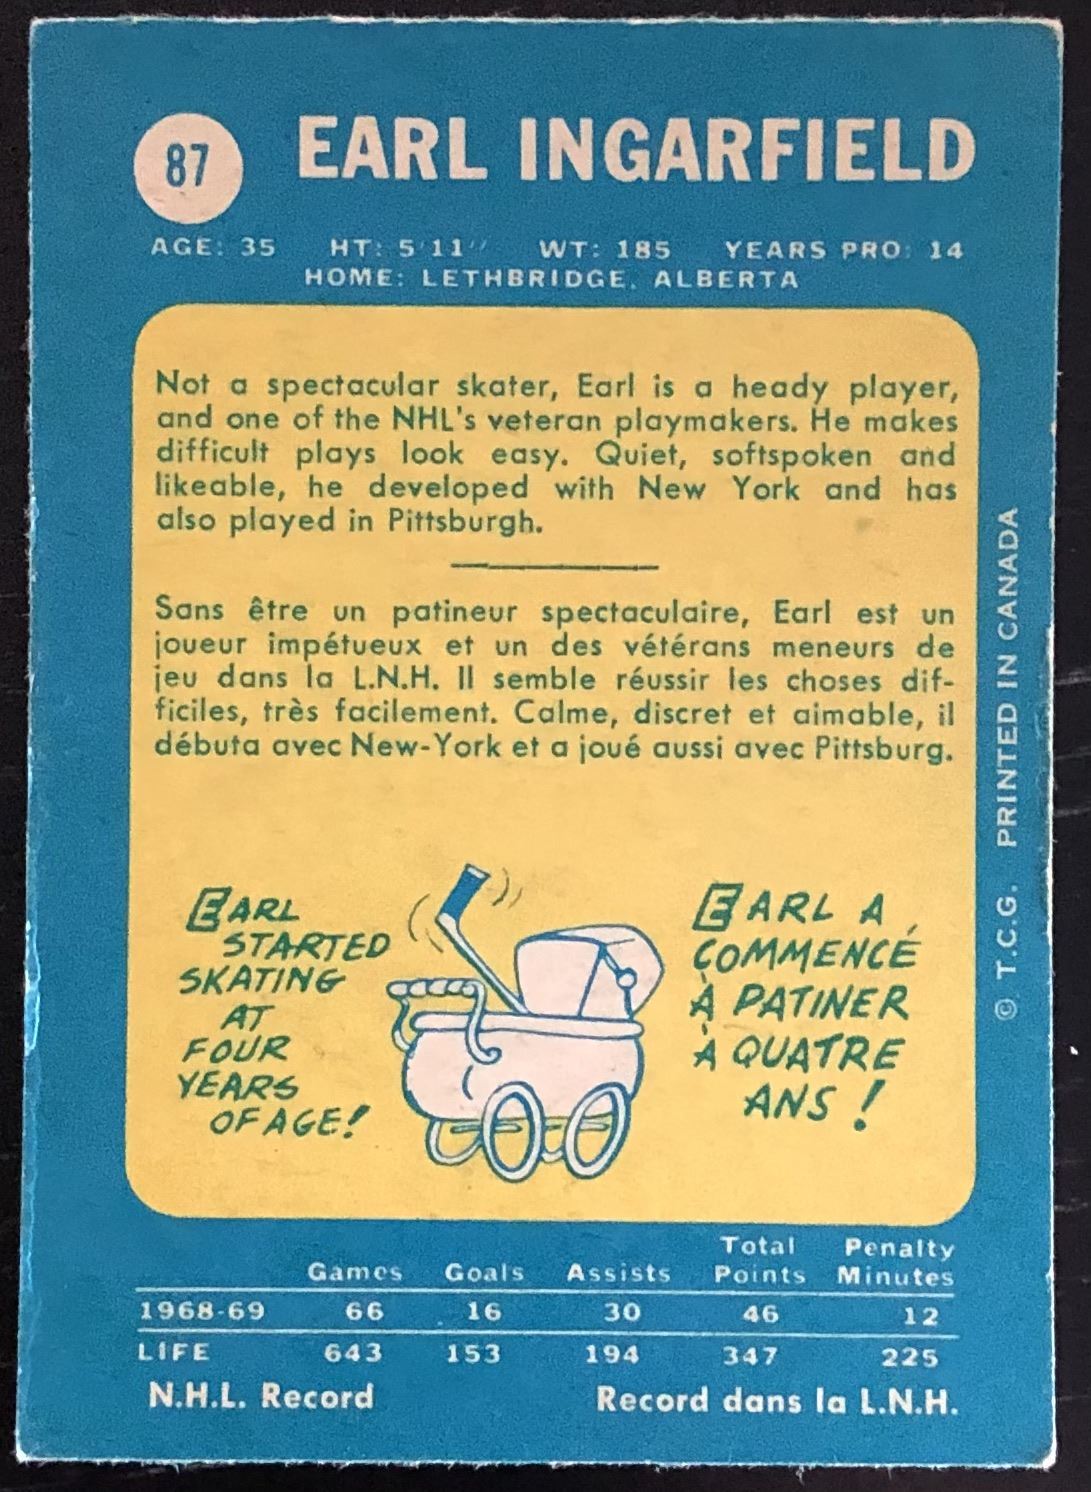 87
EARL INGARFIELD
AGE: 35 HT: 5'11" WT: 185 YEARS PRO: 14
HOME: LETHBRIDGE, ALBERTA
Not a spectacular skater, Earl is a heady player,
and one of the NHL's veteran playmakers. He makes
difficult plays look easy. Quiet, softspoken and
likeable, he developed with New York and has
also played in Pittsburgh.
Sans être un patineur spectaculaire, Earl est un
joueur impétueux et un des vétérans meneurs de
jeu dans la L.N.H. Il semble réussir les choses dif-
ficiles, très facilement. Calme, discret et aimable, il
débuta avec New-York et a joué aussi avec Pittsburg.
EARL
STARTED
SKATING
AT
FOUR
YEARS
OF AGE!
EARL A
COMMENCÉ
À PATINER
À QUATRE
ANS!
© T.C.G. PRINTED IN CANADA
Games Goals Assists Total Points Penalty Minutes
1968-69 66 16 30 46 12
LIFE 643 153 194 347 225
N.H.L. Record Record dans la L.N.H.